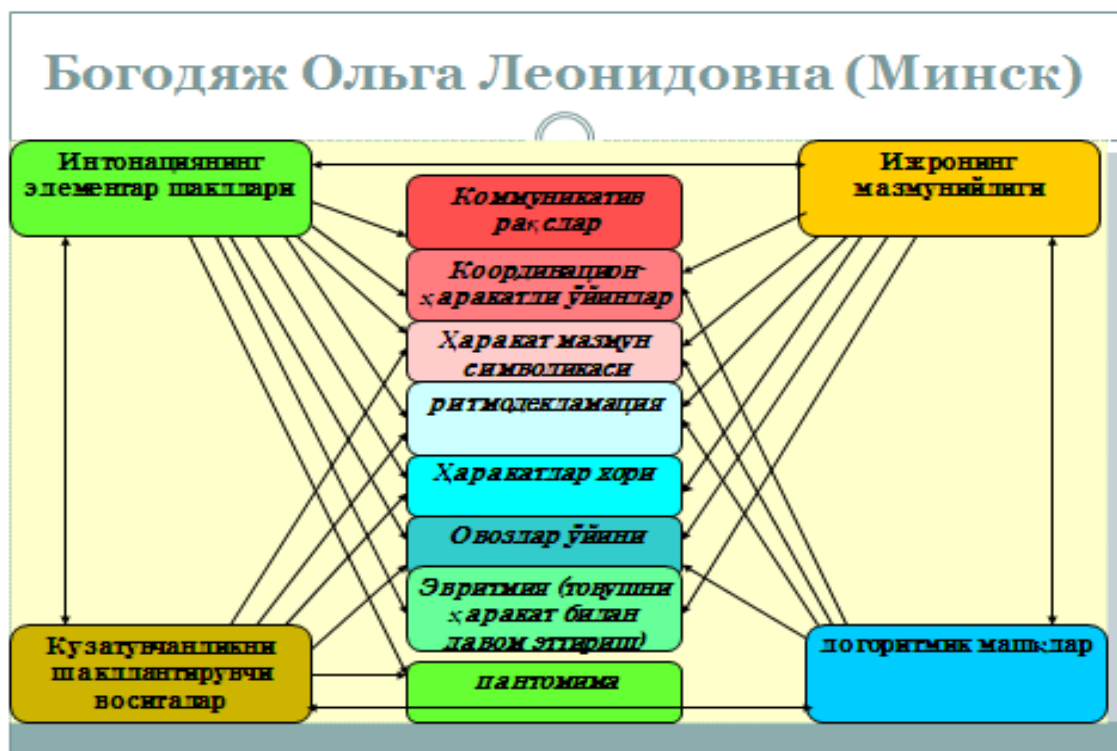 Богодяж Ольга Леонидовна (Минск)
Интонациянинг
элементар шакллари
Ижронинг
мазмунийлиги
Коммуникатив
рақслар
Координацион-
ҳаракатли ўйинлар
Ҳаракат мазмун
символикаси
ритмодекламация
Ҳаракатлар хори
Овозлар ўйини
Эвритмия (товушни
ҳаракат билан
давом эттириш)
пантомима
Кузатувчанликни
шакллантирувчи
воситалар
логоритмик машқлар